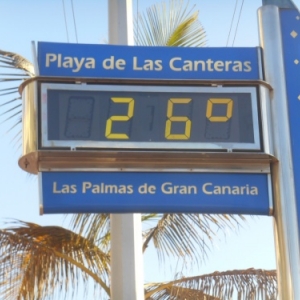 Playa de Las Canteras
26°
Las Palmas de Gran Canaria